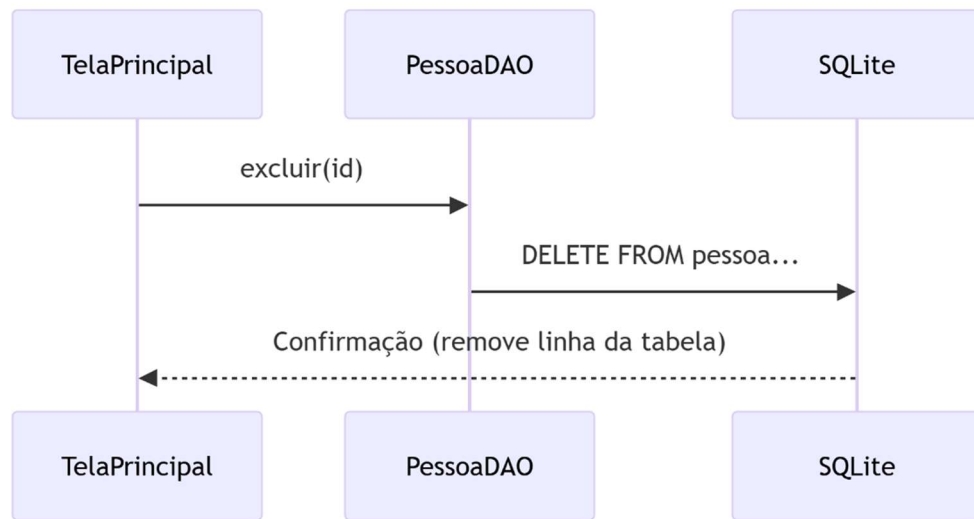 TelaPrincipal
PessoaDAO
SQLite
excluir(id)
DELETE FROM pessoa...
Confirmação (remove linha da tabela)
TelaPrincipal
PessoaDAO
SQLite